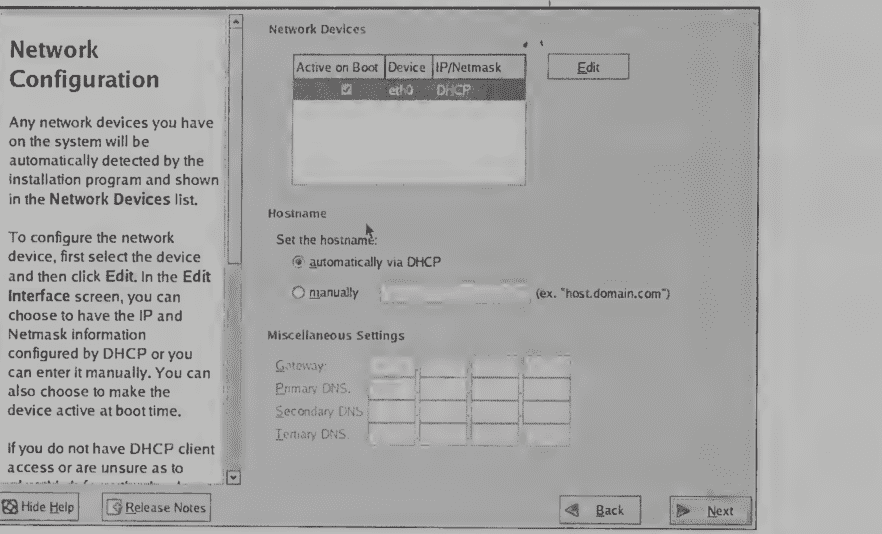 Network
Configuration
Any network devices you have
on the system will be
automatically detected by the
installation program and shown
in the Network Devices list.
To configure the network
device, first select the device
and then click Edit. In the Edit
Interface screen, you can
choose to have the IP and
Netmask information
configured by DHCP or you
can enter it manually. You can
also choose to make the
device active at boot time.
If you do not have DHCP client
access or are unsure as to
Hide Help
Release Notes
Network Devices
Active on Boot Device IP/Netmask
eth0 DHCP
Edit
Hostname
Set the hostname:
automatically via DHCP
manually (ex. "host.domain.com")
Miscellaneous Settings
Gateway:
Primary DNS:
Secondary DNS
Tertiary DNS:
Back
Next